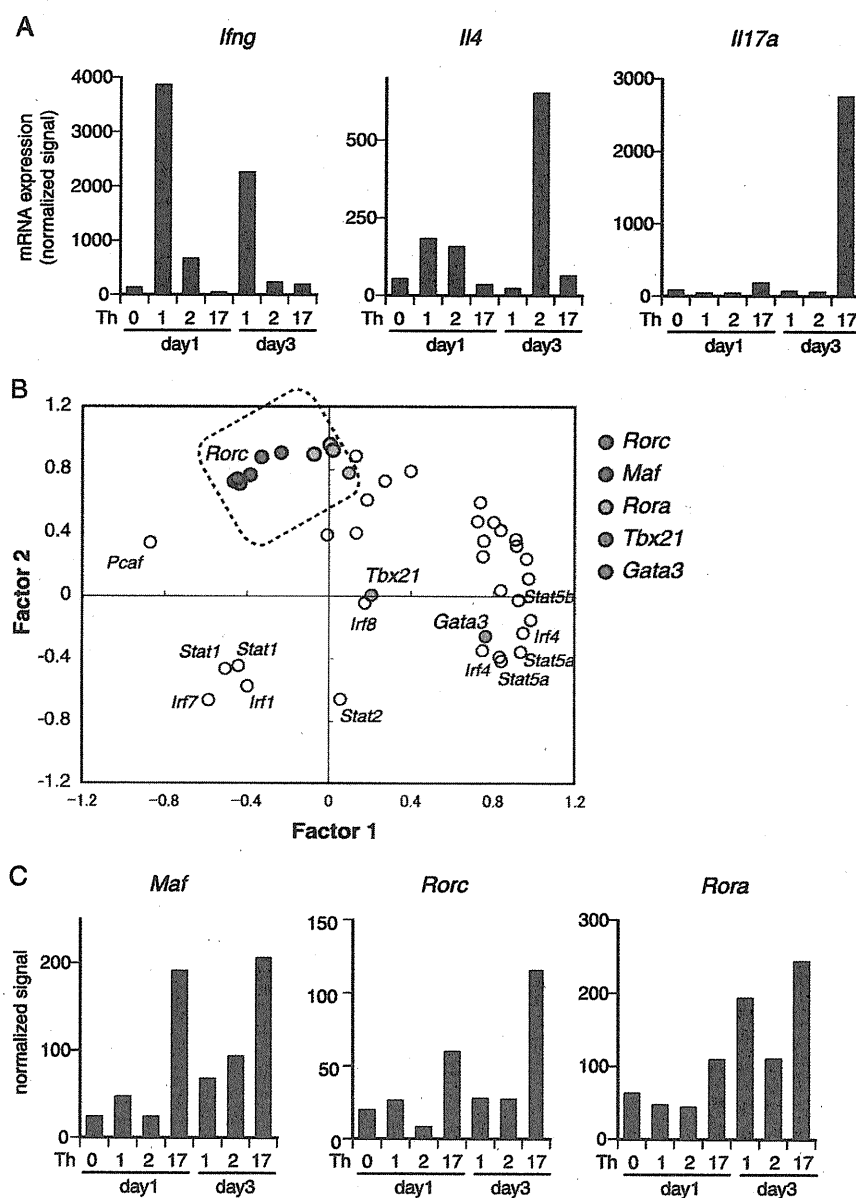 A
Ifng
Il4
Il17a
mRNA expression
(normalized signal)
4000
3000
2000
1000
0
500
250
0
3000
2000
1000
0
Th 0 1 2 17 1 2 17
day1 day3
Th 0 1 2 17 1 2 17
day1 day3
Th 0 1 2 17 1 2 17
day1 day3
B
1.2
0.8
0.4
0
-0.4
-0.8
-1.2
Factor 2
Rorc
Pcaf
Tbx21
Irf8
Gata3
Stat5b
Irf4
Stat5a
Irf4
Stat5a
Stat1
Stat1
Irf7
Irf1
Stat2
−1.2 −0.8 −0.4 0 0.4 0.8 1.2
Factor 1
Rorc
Maf
Rora
Tbx21
Gata3
C
Maf
Rorc
Rora
normalized signal
200
100
0
150
100
50
0
300
200
100
0
Th 0 1 2 17 1 2 17
day1 day3
Th 0 1 2 17 1 2 17
day1 day3
Th 0 1 2 17 1 2 17
day1 day3